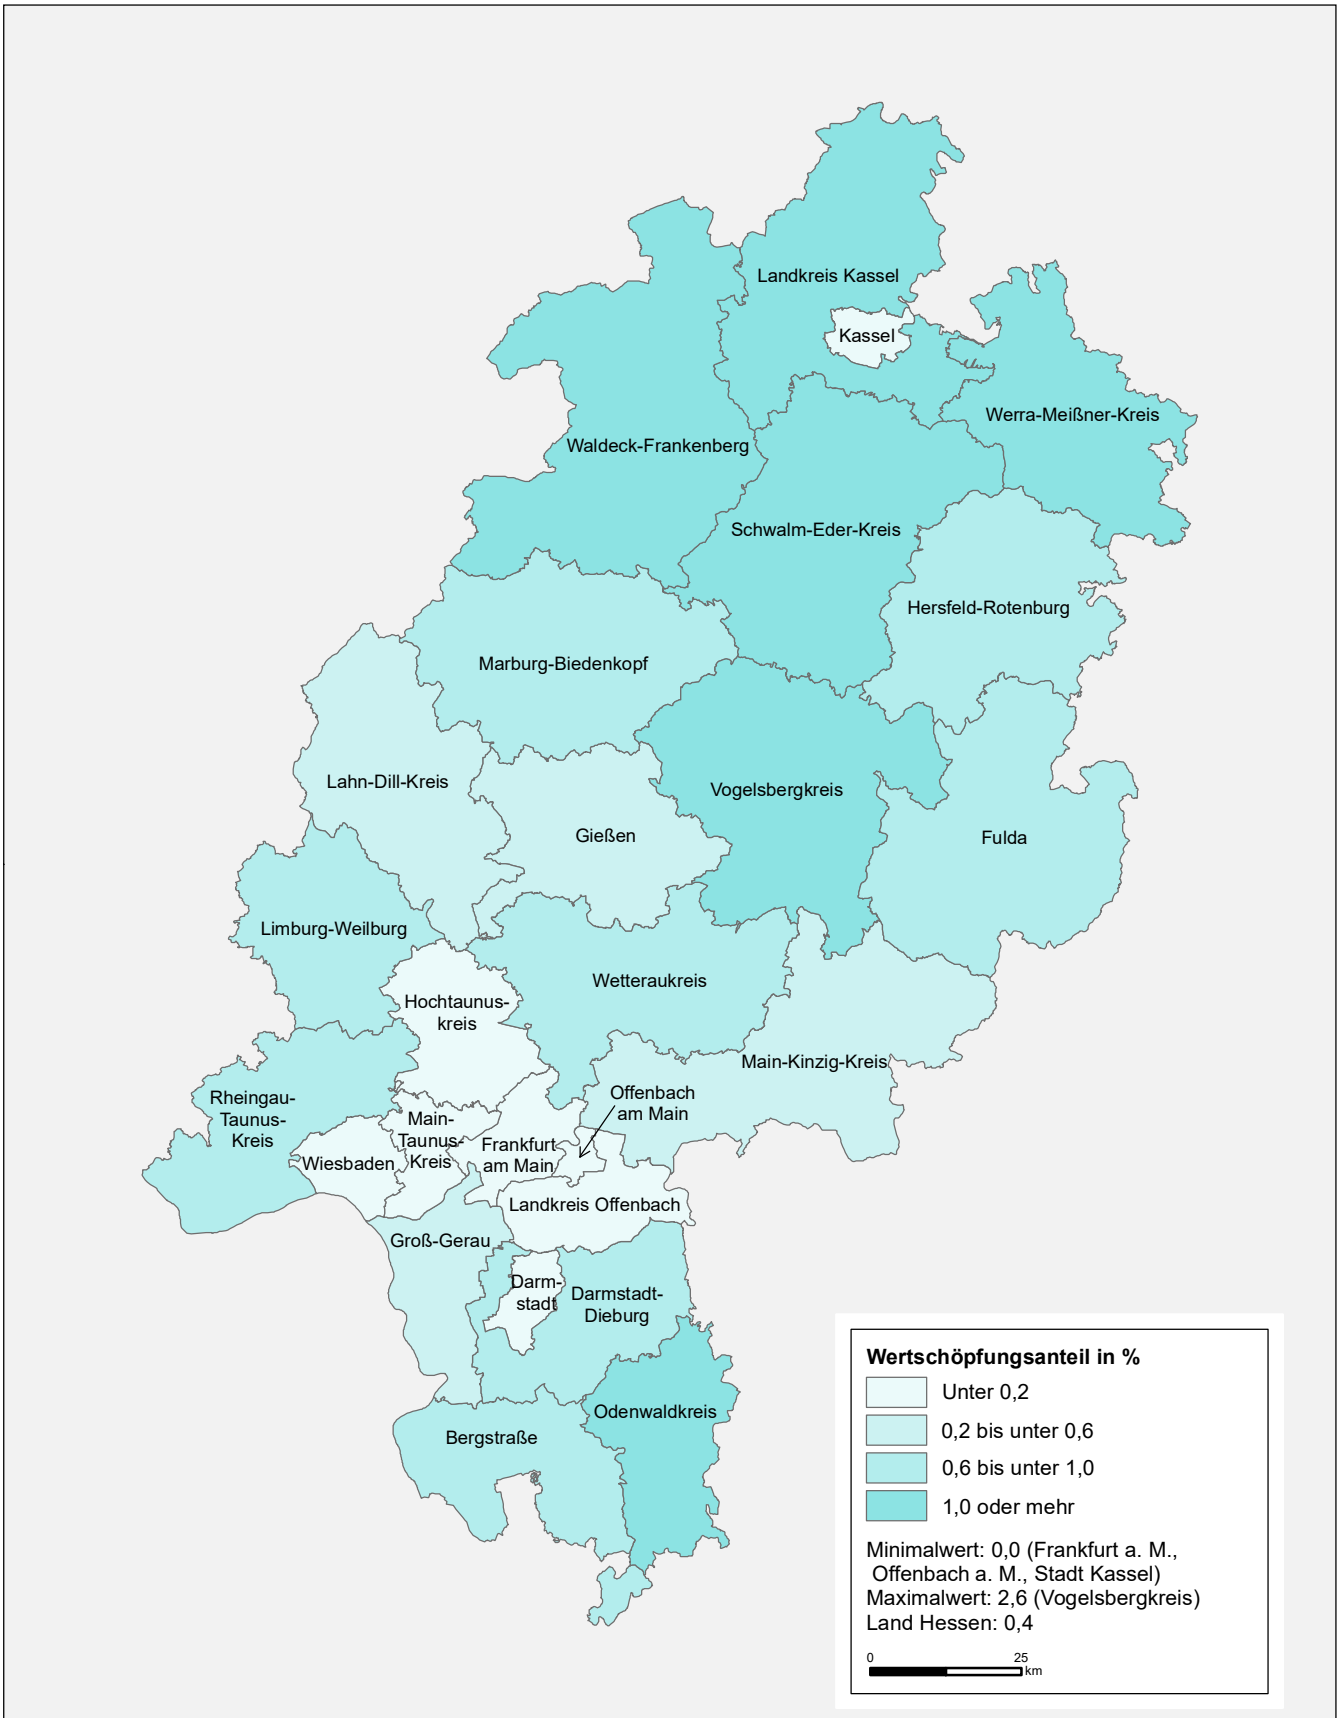 Landkreis Kassel
Kassel
Werra-Meißner-Kreis
Waldeck-Frankenberg
Schwalm-Eder-Kreis
Hersfeld-Rotenburg
Marburg-Biedenkopf
Lahn-Dill-Kreis
Vogelsbergkreis
Gießen
Fulda
Limburg-Weilburg
Wetteraukreis
Hochtaunus-
kreis
Main-Kinzig-Kreis
Offenbach
am Main
Rheingau-
Taunus-
Kreis
Main-
Taunus-
Kreis
Frankfurt
am Main
Wiesbaden
Landkreis Offenbach
Groß-Gerau
Darm-
stadt
Darmstadt-
Dieburg
Odenwaldkreis
Bergstraße
Wertschöpfungsanteil in %
Unter 0,2
0,2 bis unter 0,6
0,6 bis unter 1,0
1,0 oder mehr
Minimalwert: 0,0 (Frankfurt a. M.,
Offenbach a. M., Stadt Kassel)
Maximalwert: 2,6 (Vogelsbergkreis)
Land Hessen: 0,4
0 25
km